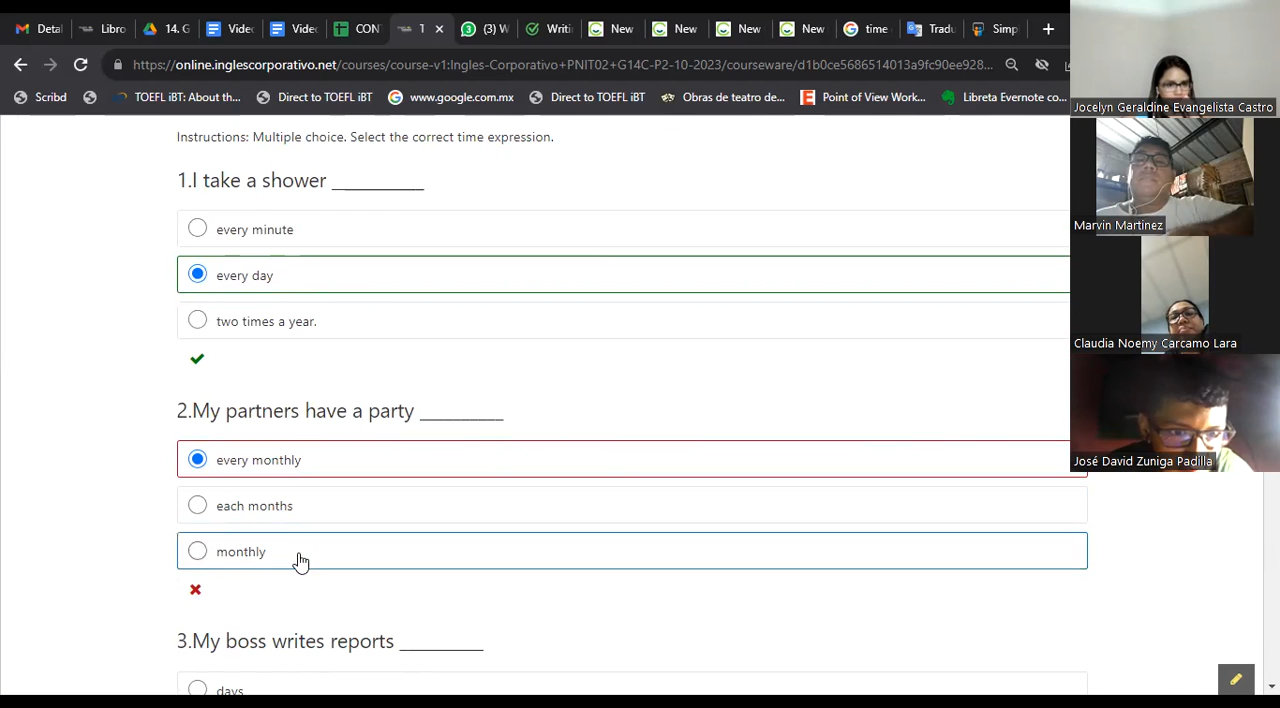 Detal
Libro
14. G
Videc
Videc
CON
1
(3) W
Writi
New
New
New
New
time
Tradu
Simp
https://online.inglescorporativo.net/courses/course-v1:Ingles-Corporativo+PNIT02+G14C-P2-10-2023/courseware/d1b0ce5686514013a9fc90ee928...
Scribd
TOEFL iBT: About th...
Direct to TOEFL iBT
www.google.com.mx
Direct to TOEFL iBT
Obras de teatro de...
Point of View Work...
Libreta Evernote co...
Instructions: Multiple choice. Select the correct time expression.
1.I take a shower ___________
every minute
every day
two times a year.
2.My partners have a party __________
every monthly
each months
monthly
3.My boss writes reports __________
days
Jocelyn Geraldine Evangelista Castro
Marvin Martinez
Claudia Noemy Carcamo Lara
José David Zuniga Padilla